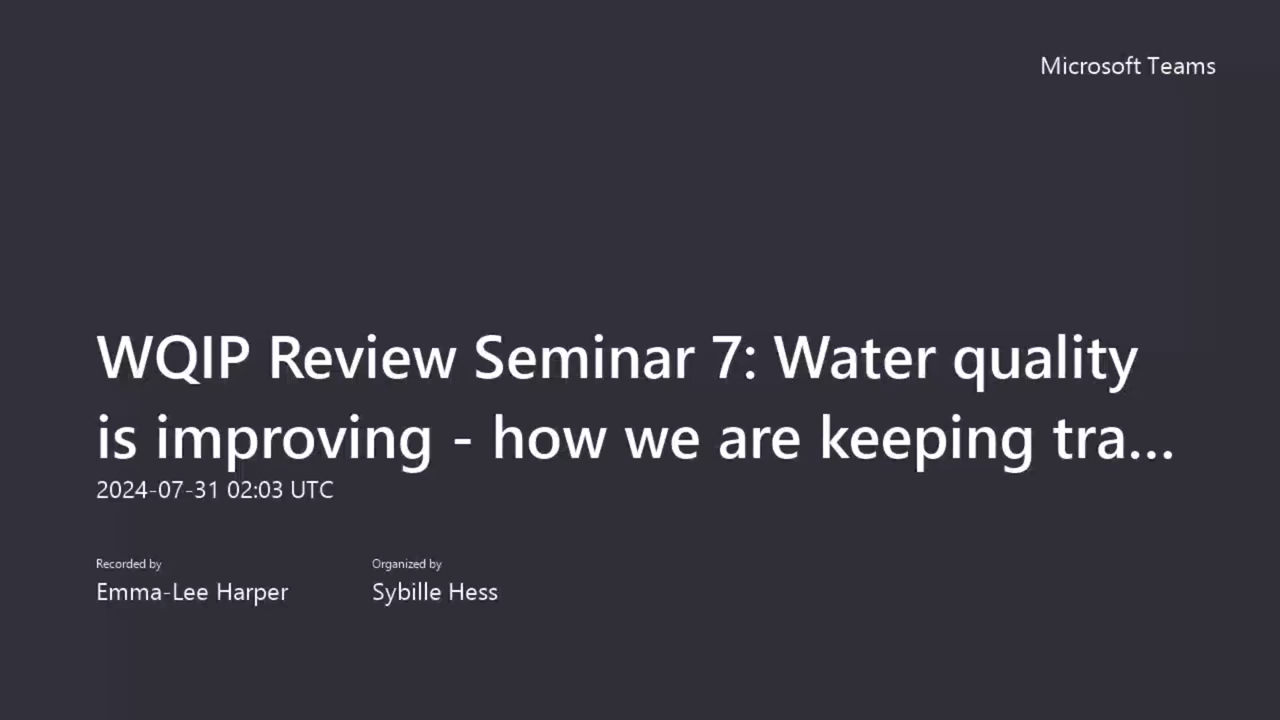 Microsoft Teams
WQIP Review Seminar 7: Water quality
is improving - how we are keeping tra...
2024-07-31 02:03 UTC
Recorded by
Organized by
Emma-Lee Harper
Sybille Hess